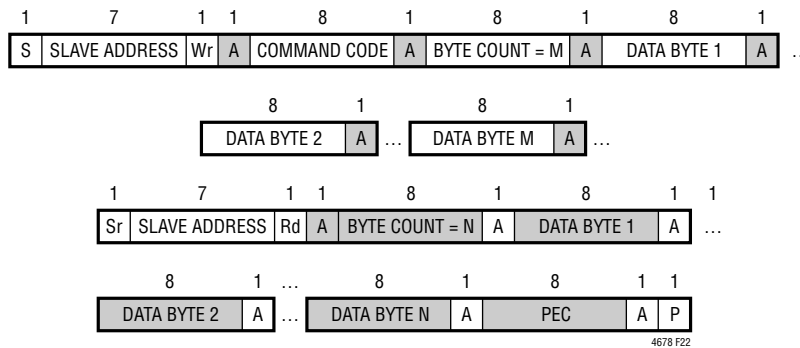 1 7 1 1 8 1 8 1 8 1
S SLAVE ADDRESS Wr A COMMAND CODE A BYTE COUNT = M A DATA BYTE 1 A …
8 1 8 1
DATA BYTE 2 A … DATA BYTE M A …
1 7 1 1 8 1 8 1 1
Sr SLAVE ADDRESS Rd A BYTE COUNT = N A DATA BYTE 1 A …
8 1 … 8 1 8 1 1
DATA BYTE 2 A … DATA BYTE N A PEC A P
4678 F22